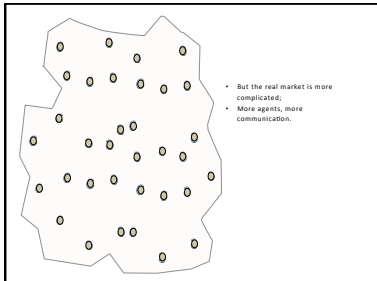 • But the real market is more
complicated;
• More agents, more
communication.